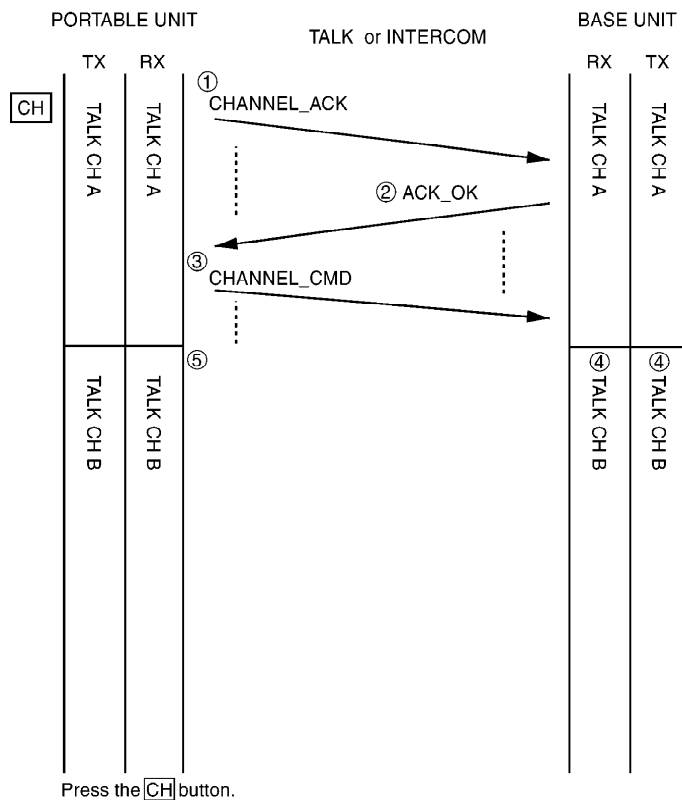 PORTABLE UNIT
TALK or INTERCOM
BASE UNIT
TX
RX
RX
TX
CH
TALK CH A
TALK CH A
①
CHANNEL_ACK
② ACK_OK
③
CHANNEL_CMD
TALK CH A
TALK CH A
⑤
④
④
TALK CH B
TALK CH B
TALK CH B
TALK CH B
Press the CH button.